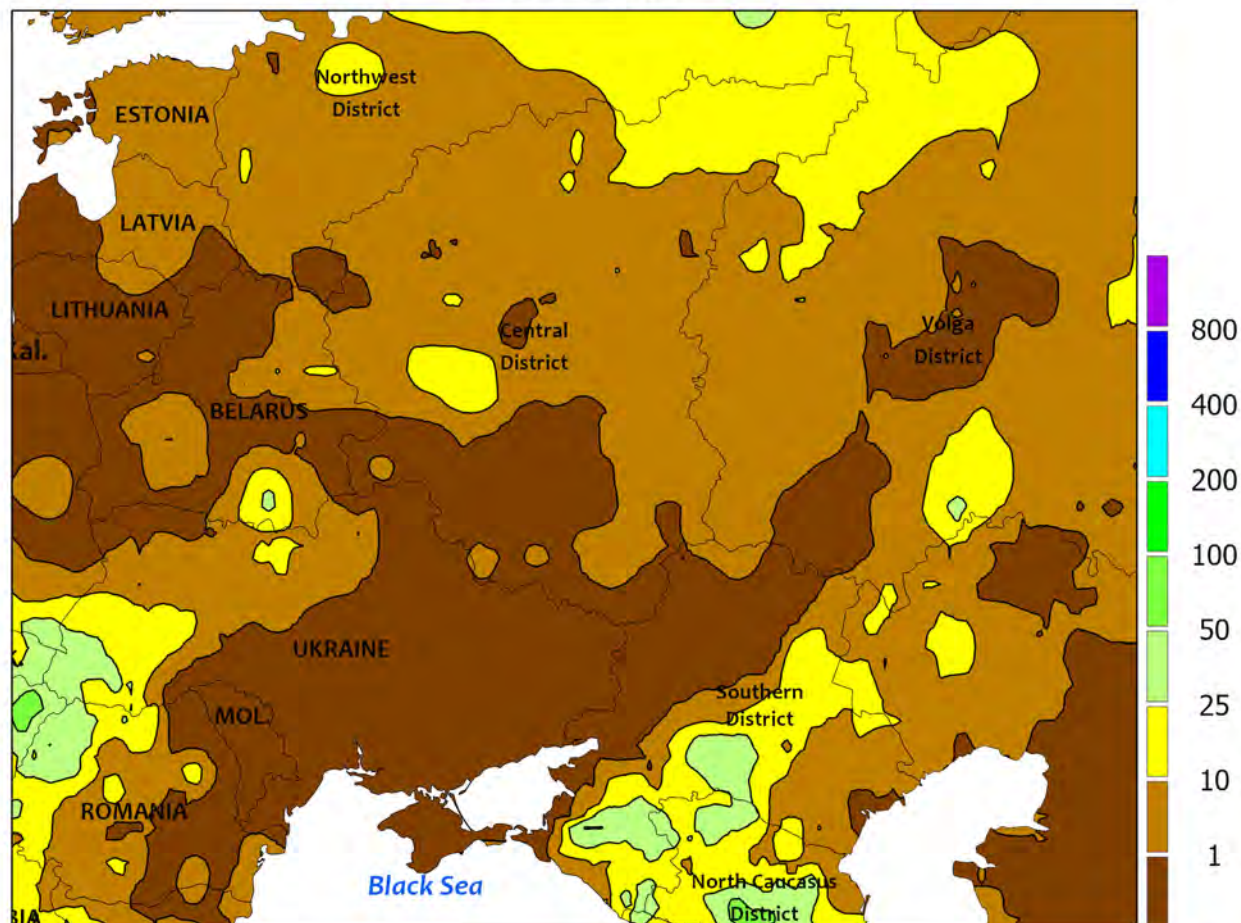 Northwest
District
ESTONIA
LATVIA
LITHUANIA
Kal.
Central
District
Volga
District
BELARUS
UKRAINE
MOL.
Southern
District
ROMANIA
Black Sea
North Caucasus
District
BIA
800
400
200
100
50
25
10
1